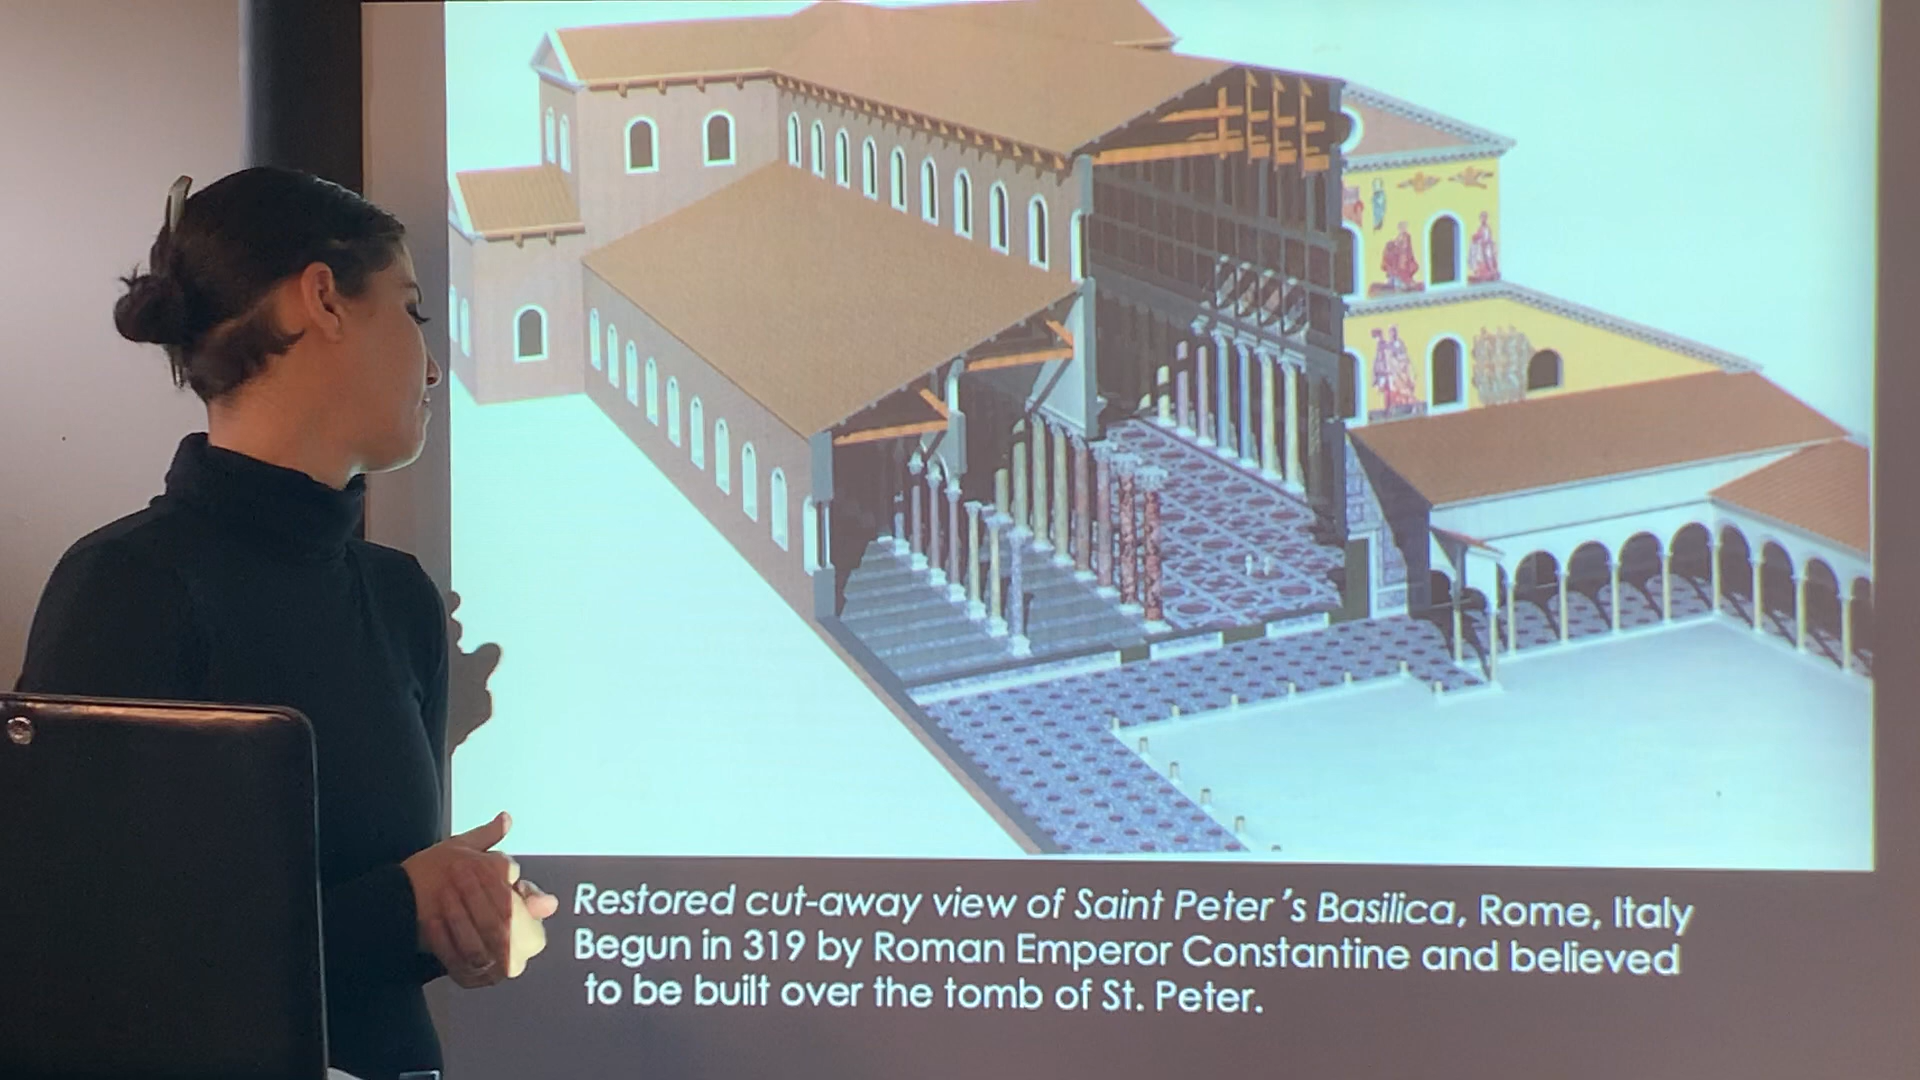 Restored cut-away view of Saint Peter's Basilica, Rome, Italy
Begun in 319 by Roman Emperor Constantine and believed
to be built over the tomb of St. Peter.